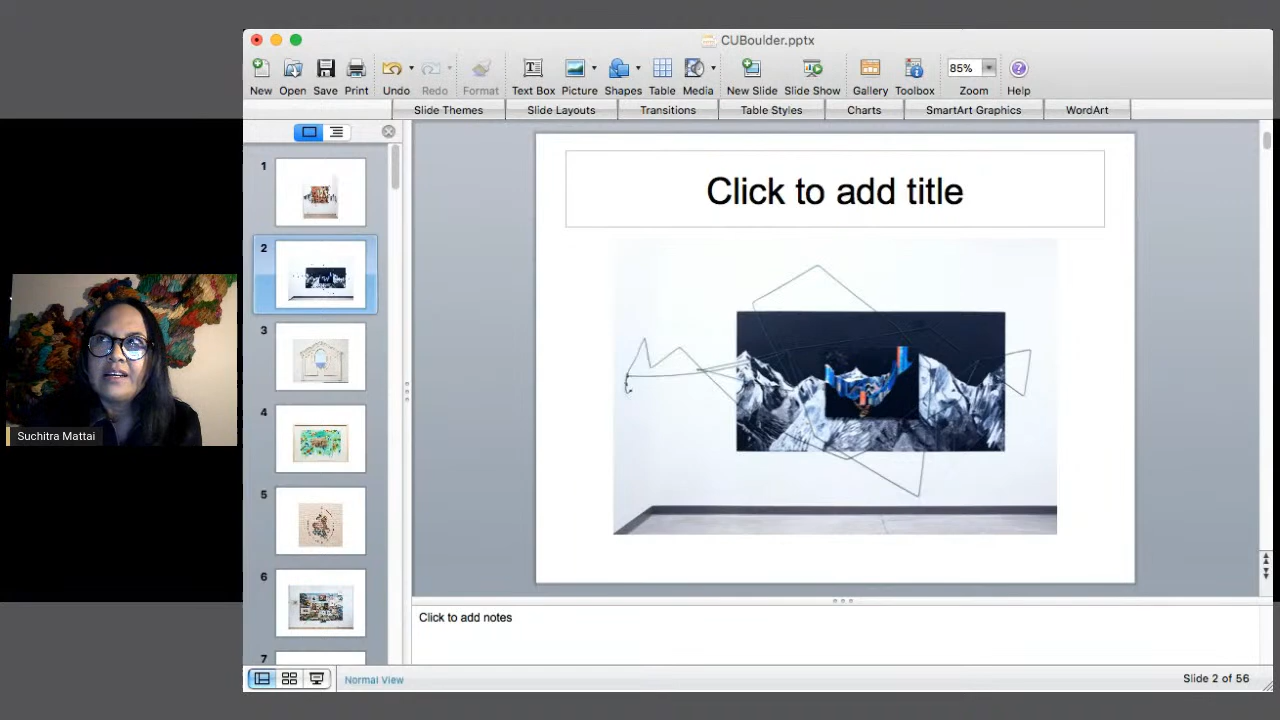 CUBoulder.pptx
New Open Save Print Undo Redo Format Text Box Picture Shapes Table Media New Slide Slide Show Gallery Toolbox 85% Zoom Help
Slide Themes Slide Layouts Transitions Table Styles Charts SmartArt Graphics WordArt
1
2
3
4
5
6
7
Click to add title
Suchitra Mattai
Click to add notes
Normal View
Slide 2 of 56